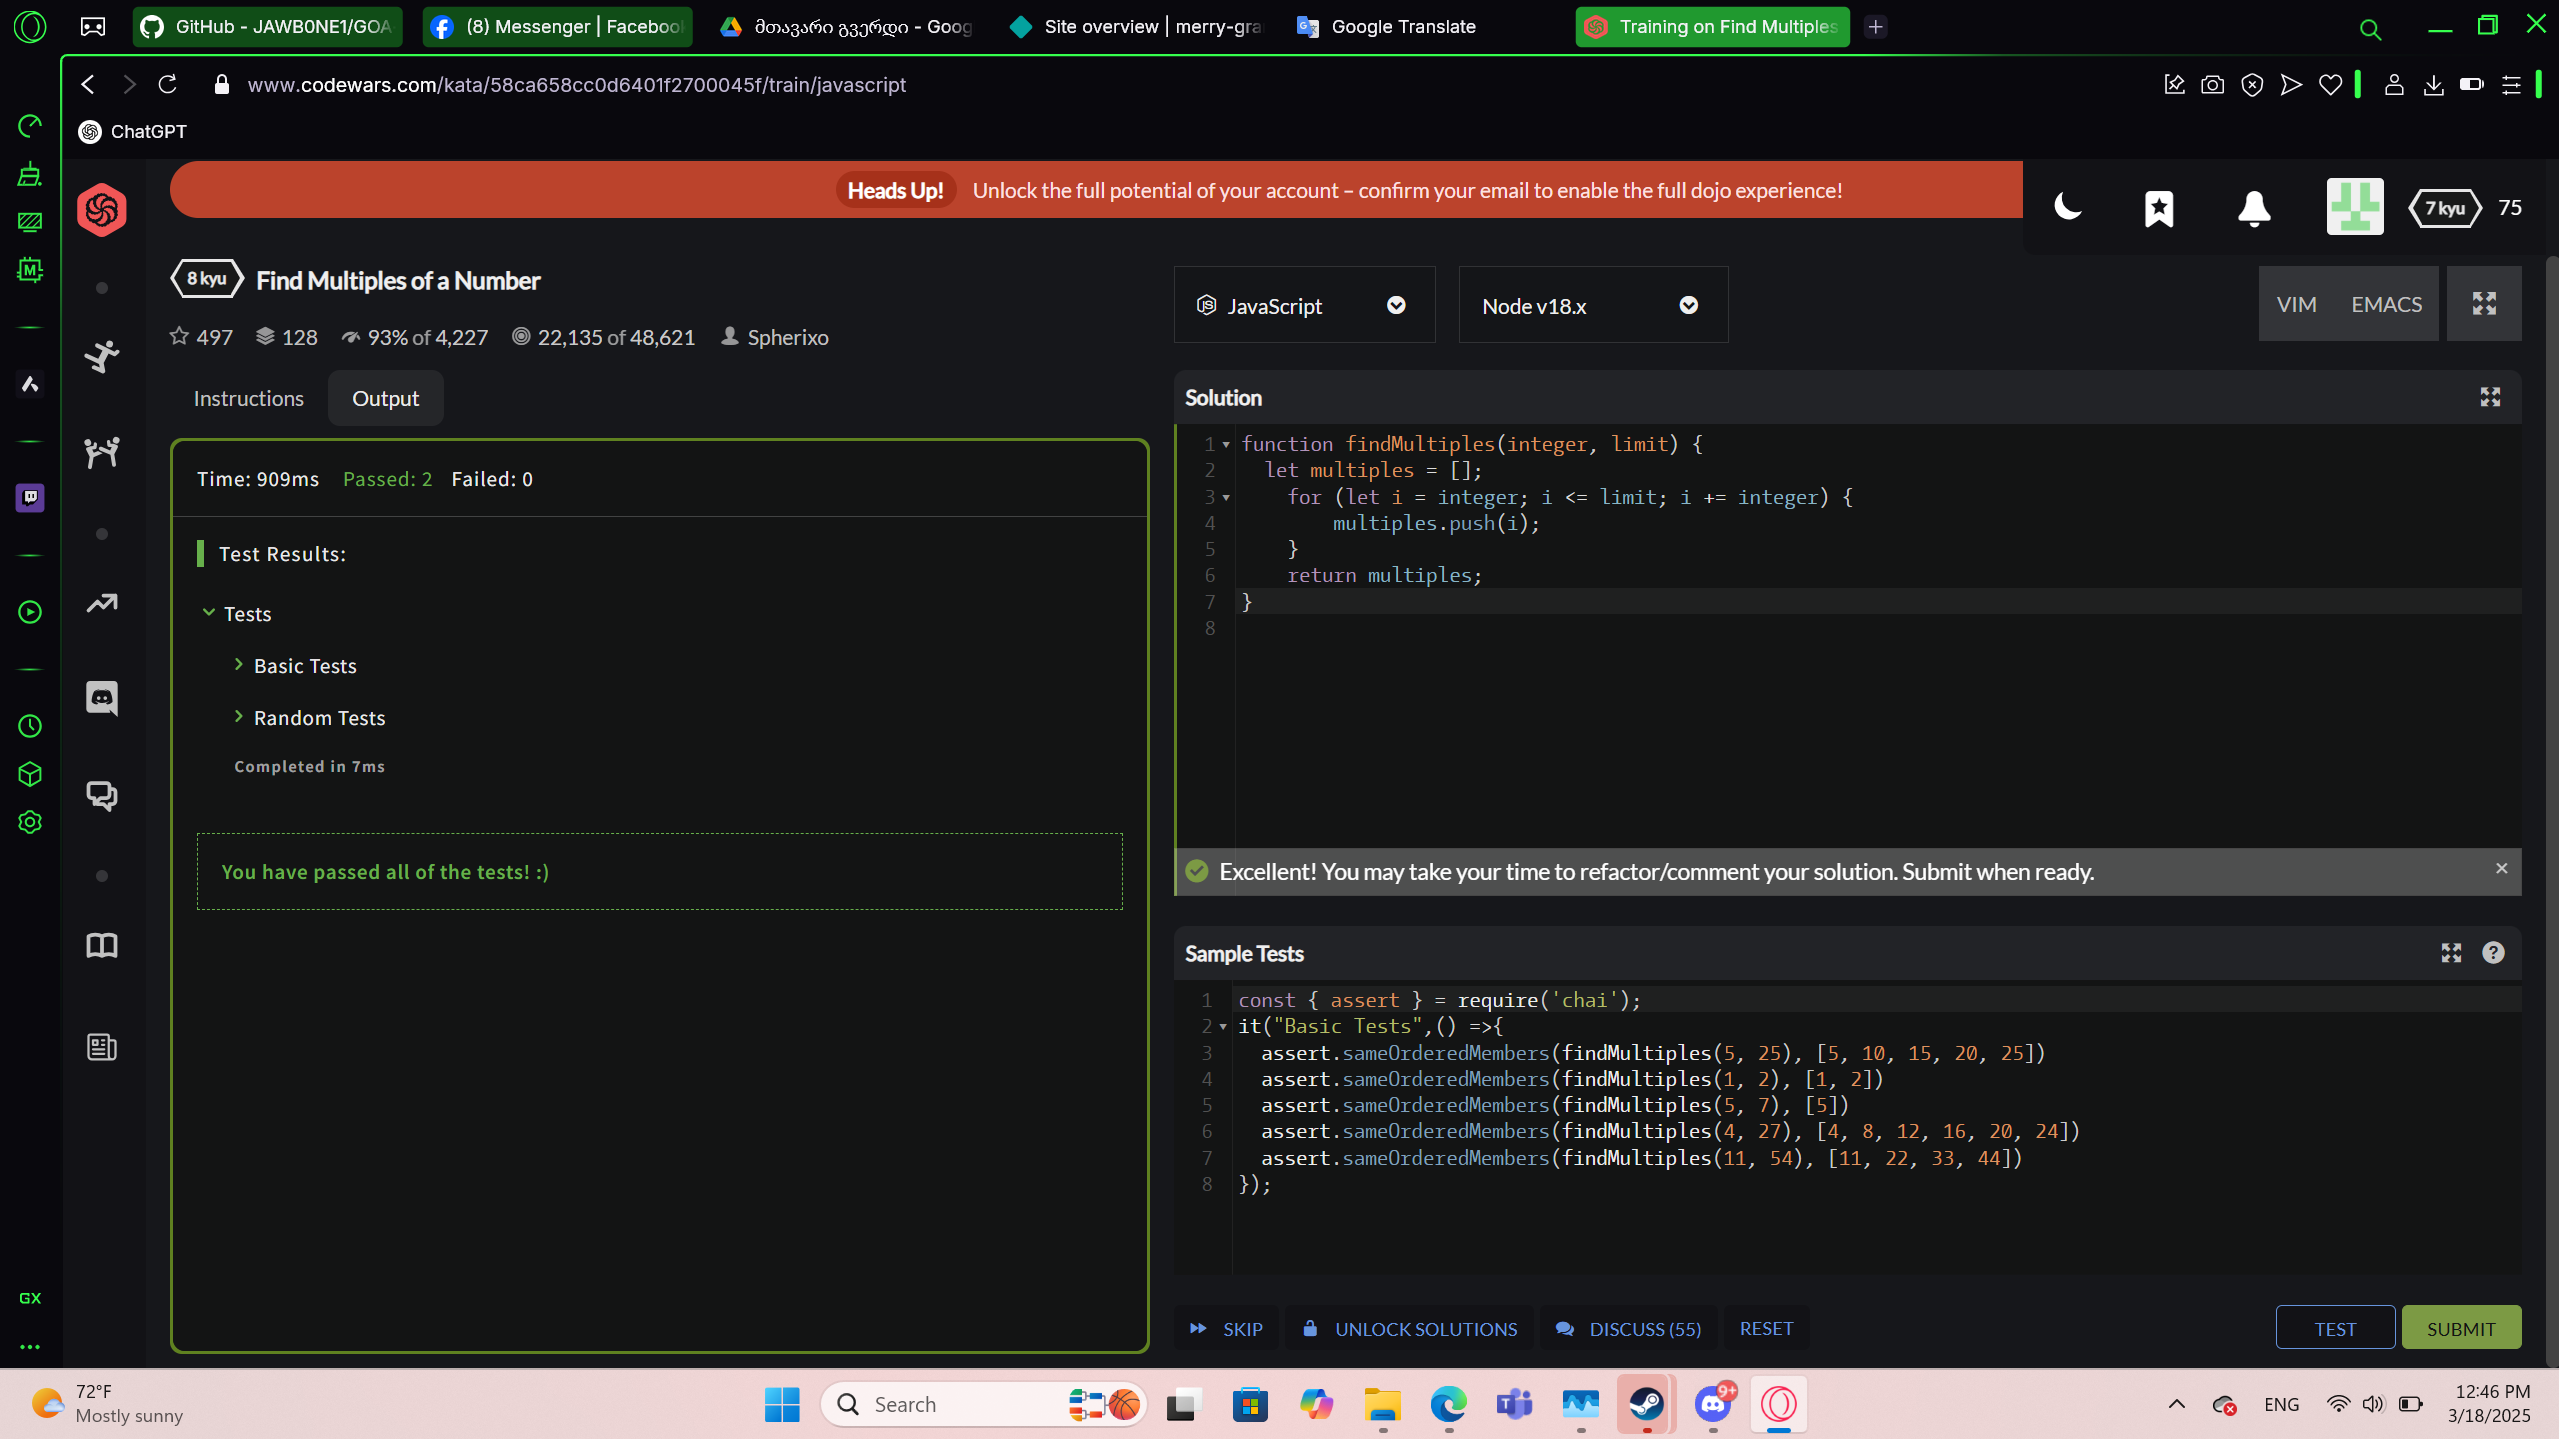 GitHub - JAWB0NE1/GOA
(8) Messenger | Facebook
მთავარი გვერდი - Goog
Site overview | merry-gra
Google Translate
Training on Find Multiples
www.codewars.com/kata/58ca658cc0d6401f2700045f/train/javascript
ChatGPT
Heads Up! Unlock the full potential of your account – confirm your email to enable the full dojo experience!
7 kyu 75
8 kyu Find Multiples of a Number
497 128 93% of 4,227 22,135 of 48,621 Spherixo
JavaScript
Node v18.x
VIM EMACS
Instructions Output
Time: 909ms Passed: 2 Failed: 0
Test Results:
Tests
Basic Tests
Random Tests
Completed in 7ms
You have passed all of the tests! :)
Solution
1 function findMultiples(integer, limit) {
2 let multiples = [];
3 for (let i = integer; i <= limit; i += integer) {
4 multiples.push(i);
5 }
6 return multiples;
7 }
8
Excellent! You may take your time to refactor/comment your solution. Submit when ready.
Sample Tests
1 const { assert } = require('chai');
2 it("Basic Tests",() =>{
3 assert.sameOrderedMembers(findMultiples(5, 25), [5, 10, 15, 20, 25])
4 assert.sameOrderedMembers(findMultiples(1, 2), [1, 2])
5 assert.sameOrderedMembers(findMultiples(5, 7), [5])
6 assert.sameOrderedMembers(findMultiples(4, 27), [4, 8, 12, 16, 20, 24])
7 assert.sameOrderedMembers(findMultiples(11, 54), [11, 22, 33, 44])
8 });
SKIP UNLOCK SOLUTIONS DISCUSS (55) RESET
TEST SUBMIT
GX
72°F
Mostly sunny
Search
9+
ENG
12:46 PM
3/18/2025